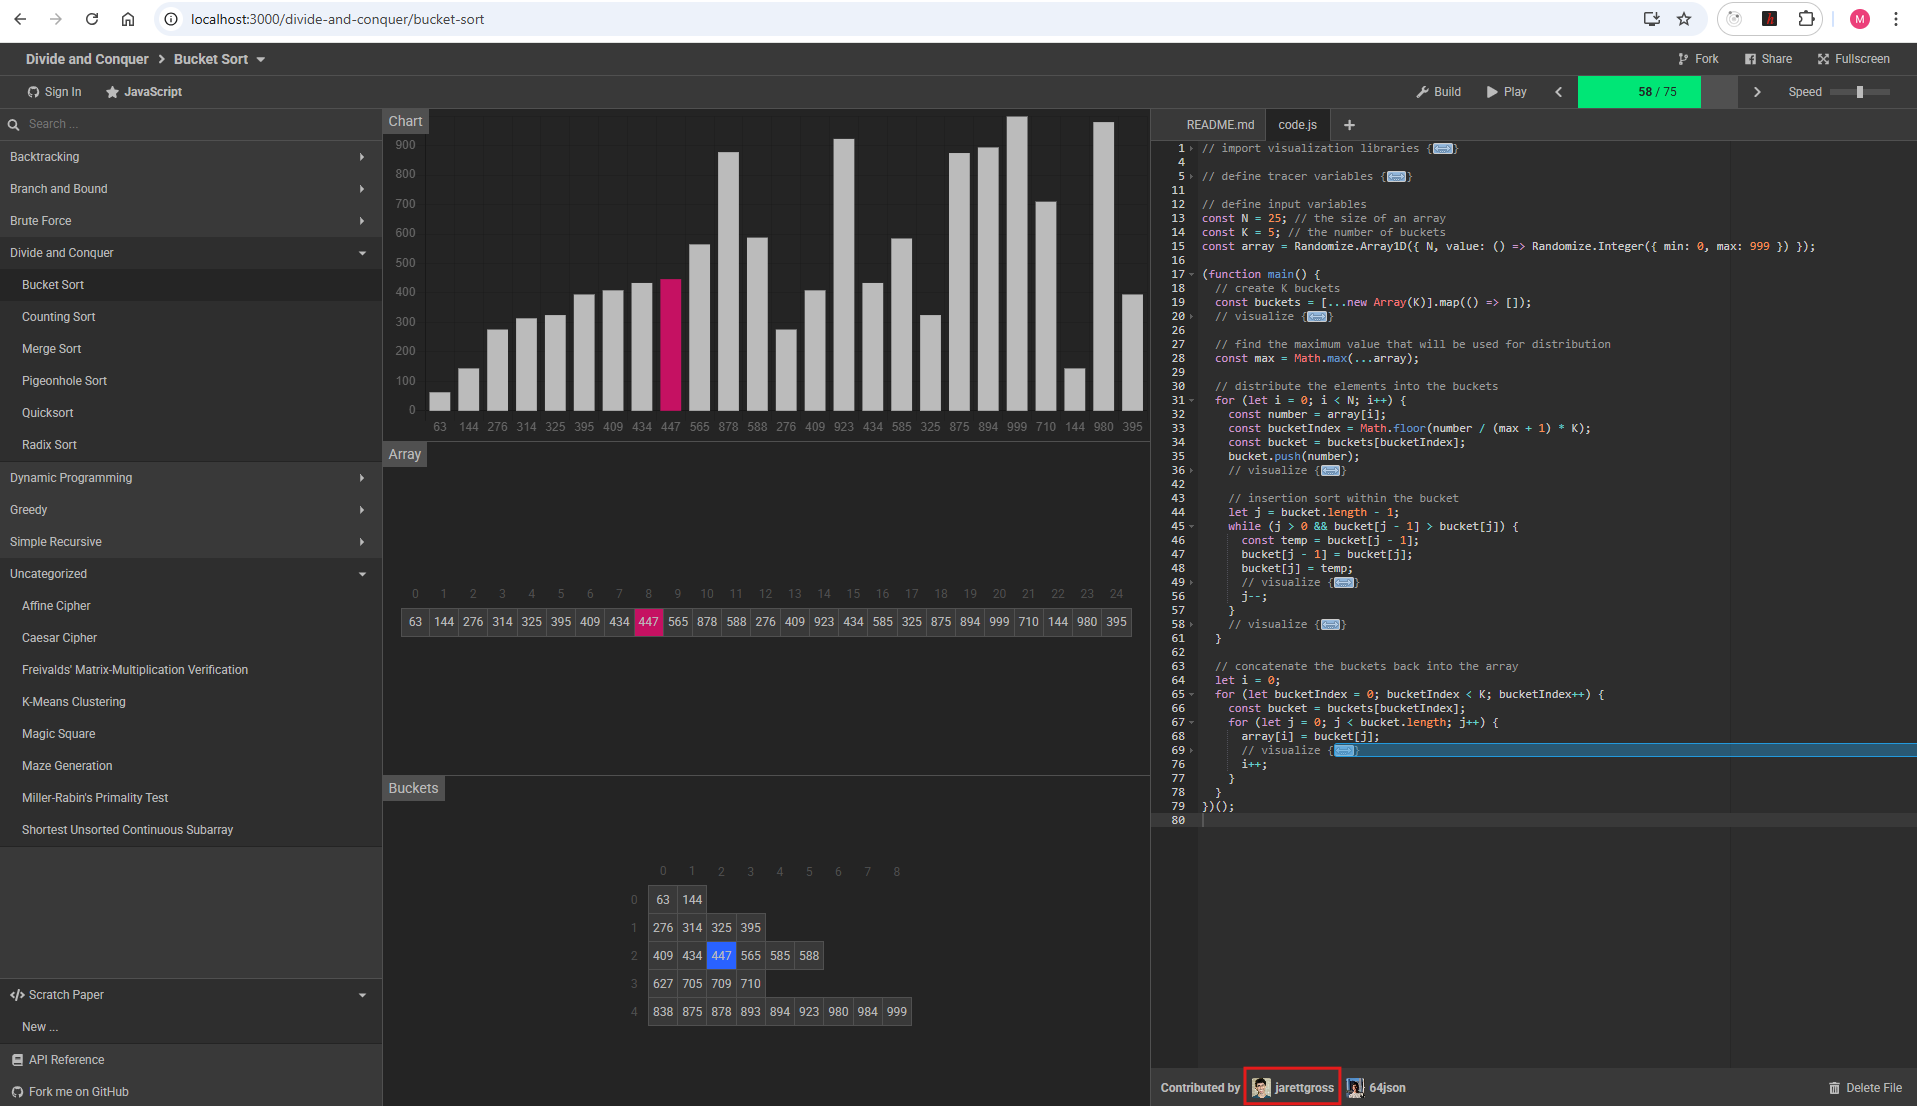 localhost:3000/divide-and-conquer/bucket-sort
M
Divide and Conquer > Bucket Sort
Fork Share Fullscreen
Sign In JavaScript
Build Play 58 / 75 Speed
Search ...
Backtracking
Branch and Bound
Brute Force
Divide and Conquer
Bucket Sort
Counting Sort
Merge Sort
Pigeonhole Sort
Quicksort
Radix Sort
Dynamic Programming
Greedy
Simple Recursive
Uncategorized
Affine Cipher
Caesar Cipher
Freivalds' Matrix-Multiplication Verification
K-Means Clustering
Magic Square
Maze Generation
Miller-Rabin's Primality Test
Shortest Unsorted Continuous Subarray
Scratch Paper
New ...
API Reference
Fork me on GitHub
Chart
900
800
700
600
500
400
300
200
100
0
63 144 276 314 325 395 409 434 447 565 878 588 276 409 923 434 585 325 875 894 999 710 144 980 395
Array
0 1 2 3 4 5 6 7 8 9 10 11 12 13 14 15 16 17 18 19 20 21 22 23 24
63 144 276 314 325 395 409 434 447 565 878 588 276 409 923 434 585 325 875 894 999 710 144 980 395
Buckets
0 1 2 3 4 5 6 7 8
0 63 144
1 276 314 325 395
2 409 434 447 565 585 588
3 627 705 709 710
4 838 875 878 893 894 923 980 984 999
README.md code.js +
1 // import visualization libraries {}
4
5 // define tracer variables {}
11
12 // define input variables
13 const N = 25; // the size of an array
14 const K = 5; // the number of buckets
15 const array = Randomize.Array1D({ N, value: () => Randomize.Integer({ min: 0, max: 999 }) });
16
17 (function main() {
18 // create K buckets
19 const buckets = [...new Array(K)].map(() => []);
20 // visualize {}
26
27 // find the maximum value that will be used for distribution
28 const max = Math.max(...array);
29
30 // distribute the elements into the buckets
31 for (let i = 0; i < N; i++) {
32 const number = array[i];
33 const bucketIndex = Math.floor(number / (max + 1) * K);
34 const bucket = buckets[bucketIndex];
35 bucket.push(number);
36 // visualize {}
42
43 // insertion sort within the bucket
44 let j = bucket.length - 1;
45 while (j > 0 && bucket[j - 1] > bucket[j]) {
46 const temp = bucket[j - 1];
47 bucket[j - 1] = bucket[j];
48 bucket[j] = temp;
49 // visualize {}
56 j--;
57 }
58 // visualize {}
61 }
62
63 // concatenate the buckets back into the array
64 let i = 0;
65 for (let bucketIndex = 0; bucketIndex < K; bucketIndex++) {
66 const bucket = buckets[bucketIndex];
67 for (let j = 0; j < bucket.length; j++) {
68 array[i] = bucket[j];
69 // visualize {}
76 i++;
77 }
78 }
79 })();
80
Contributed by jarettgross 64json
Delete File